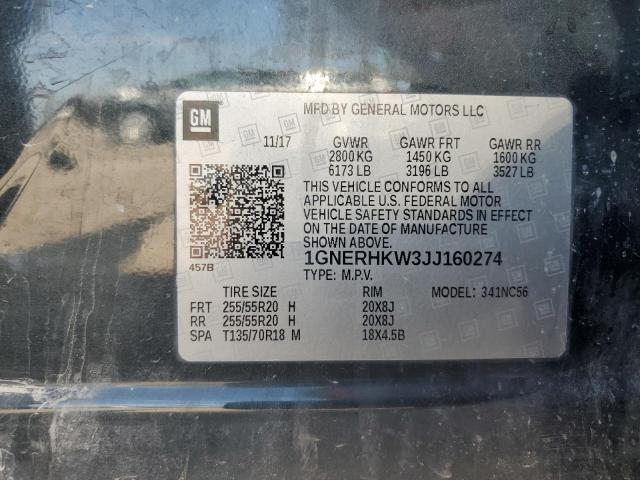 GM
MFD BY GENERAL MOTORS LLC
11/17 GVWR GAWR FRT GAWR RR
2800 KG 1450 KG 1600 KG
6173 LB 3196 LB 3527 LB
THIS VEHICLE CONFORMS TO ALL
APPLICABLE U.S. FEDERAL MOTOR
VEHICLE SAFETY STANDARDS IN EFFECT
ON THE DATE OF MANUFACTURE
SHOWN ABOVE.
1GNERHKW3JJ160274
457B
TYPE: M.P.V.
TIRE SIZE RIM MODEL: 341NC56
FRT 255/55R20 H 20X8J
RR 255/55R20 H 20X8J
SPA T135/70R18 M 18X4.5B